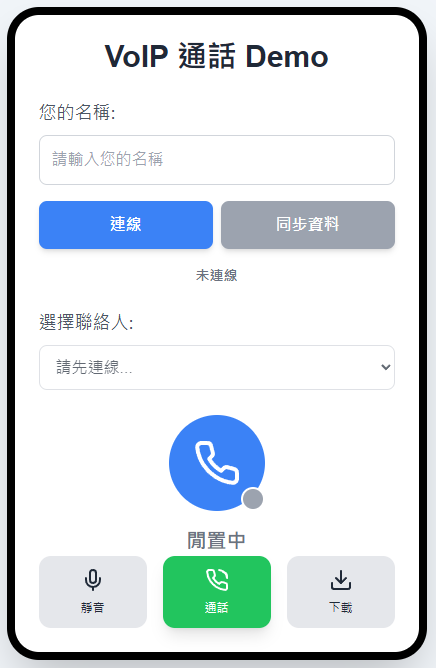 VoIP 通話 Demo
您的名稱:
請輸入您的名稱
連線
同步資料
未連線
選擇聯絡人:
請先連線...
閒置中
靜音
通話
下載